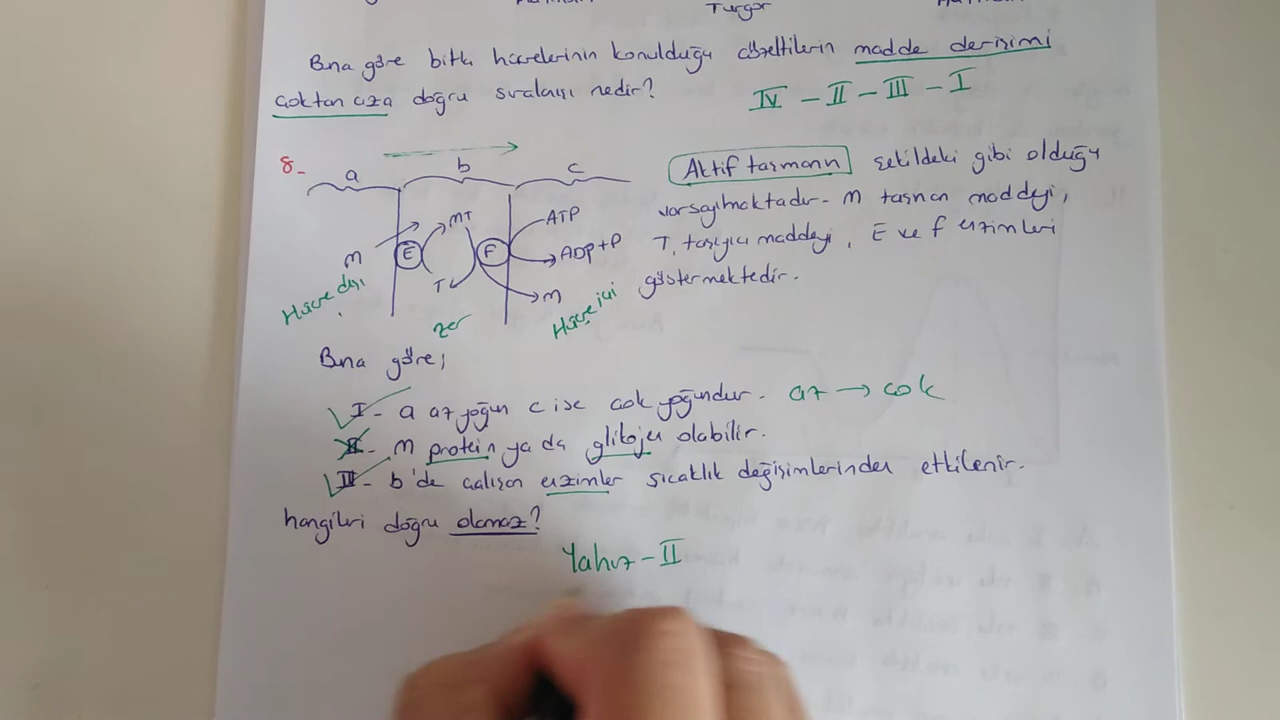 Turgor
Buna göre bitki hücrelerinin konulduğu çözeltilerin madde derişimi
çoktan aza doğru sıralanışı nedir?
IV - II - III - I
8-
a b c
Aktif taşımanın şekildeki gibi olduğu
varsayılmaktadır. M taşınan maddeyi,
T, taşıyıcı maddeyi, E ve F enzimleri
göstermektedir.
M E MT T F ATP
ADP+P
M
Hücre dışı zar Hücre içi
Buna göre;
I- a az yoğun c ise çok yoğundur. az → çok
II- M protein ya da glikojen olabilir.
III- b'de çalışan enzimler sıcaklık değişimlerinden etkilenir.
hangileri doğru olamaz?
Yalnız - II